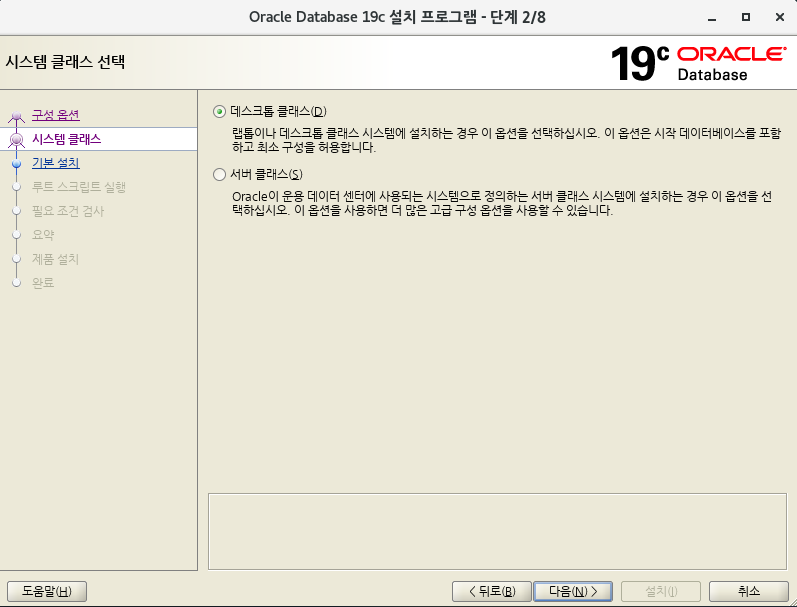 Oracle Database 19c 설치 프로그램 - 단계 2/8
시스템 클래스 선택
19c ORACLE
Database
구성 옵션
시스템 클래스
기본 설치
루트 스크립트 실행
필요 조건 검사
요약
제품 설치
완료
데스크톱 클래스(D)
랩톱이나 데스크톱 클래스 시스템에 설치하는 경우 이 옵션을 선택하십시오. 이 옵션은 시작 데이터베이스를 포함
하고 최소 구성을 허용합니다.
서버 클래스(S)
Oracle이 운용 데이터 센터에 사용되는 시스템으로 정의하는 서버 클래스 시스템에 설치하는 경우 이 옵션을 선
택하십시오. 이 옵션을 사용하면 더 많은 고급 구성 옵션을 사용할 수 있습니다.
도움말(H)
< 뒤로(B)
다음(N) >
설치(I)
취소